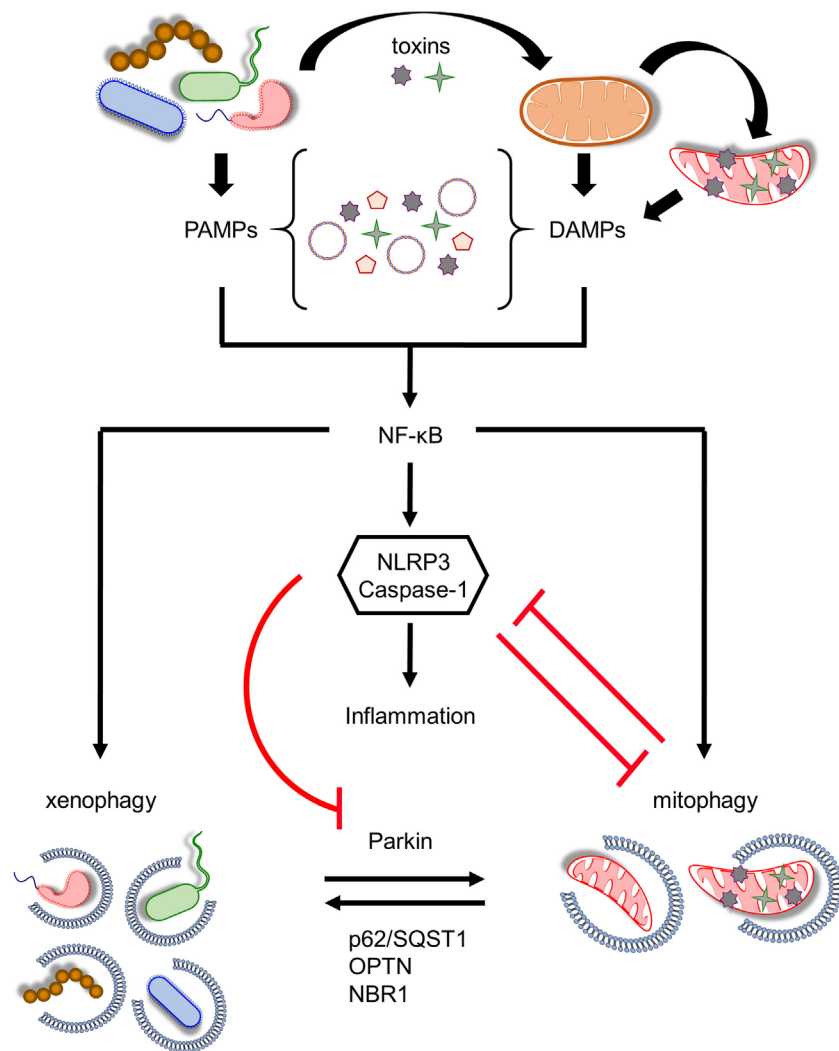 toxins
PAMPs
DAMPs
NF-κB
NLRP3
Caspase-1
Inflammation
xenophagy
mitophagy
Parkin
p62/SQST1
OPTN
NBR1